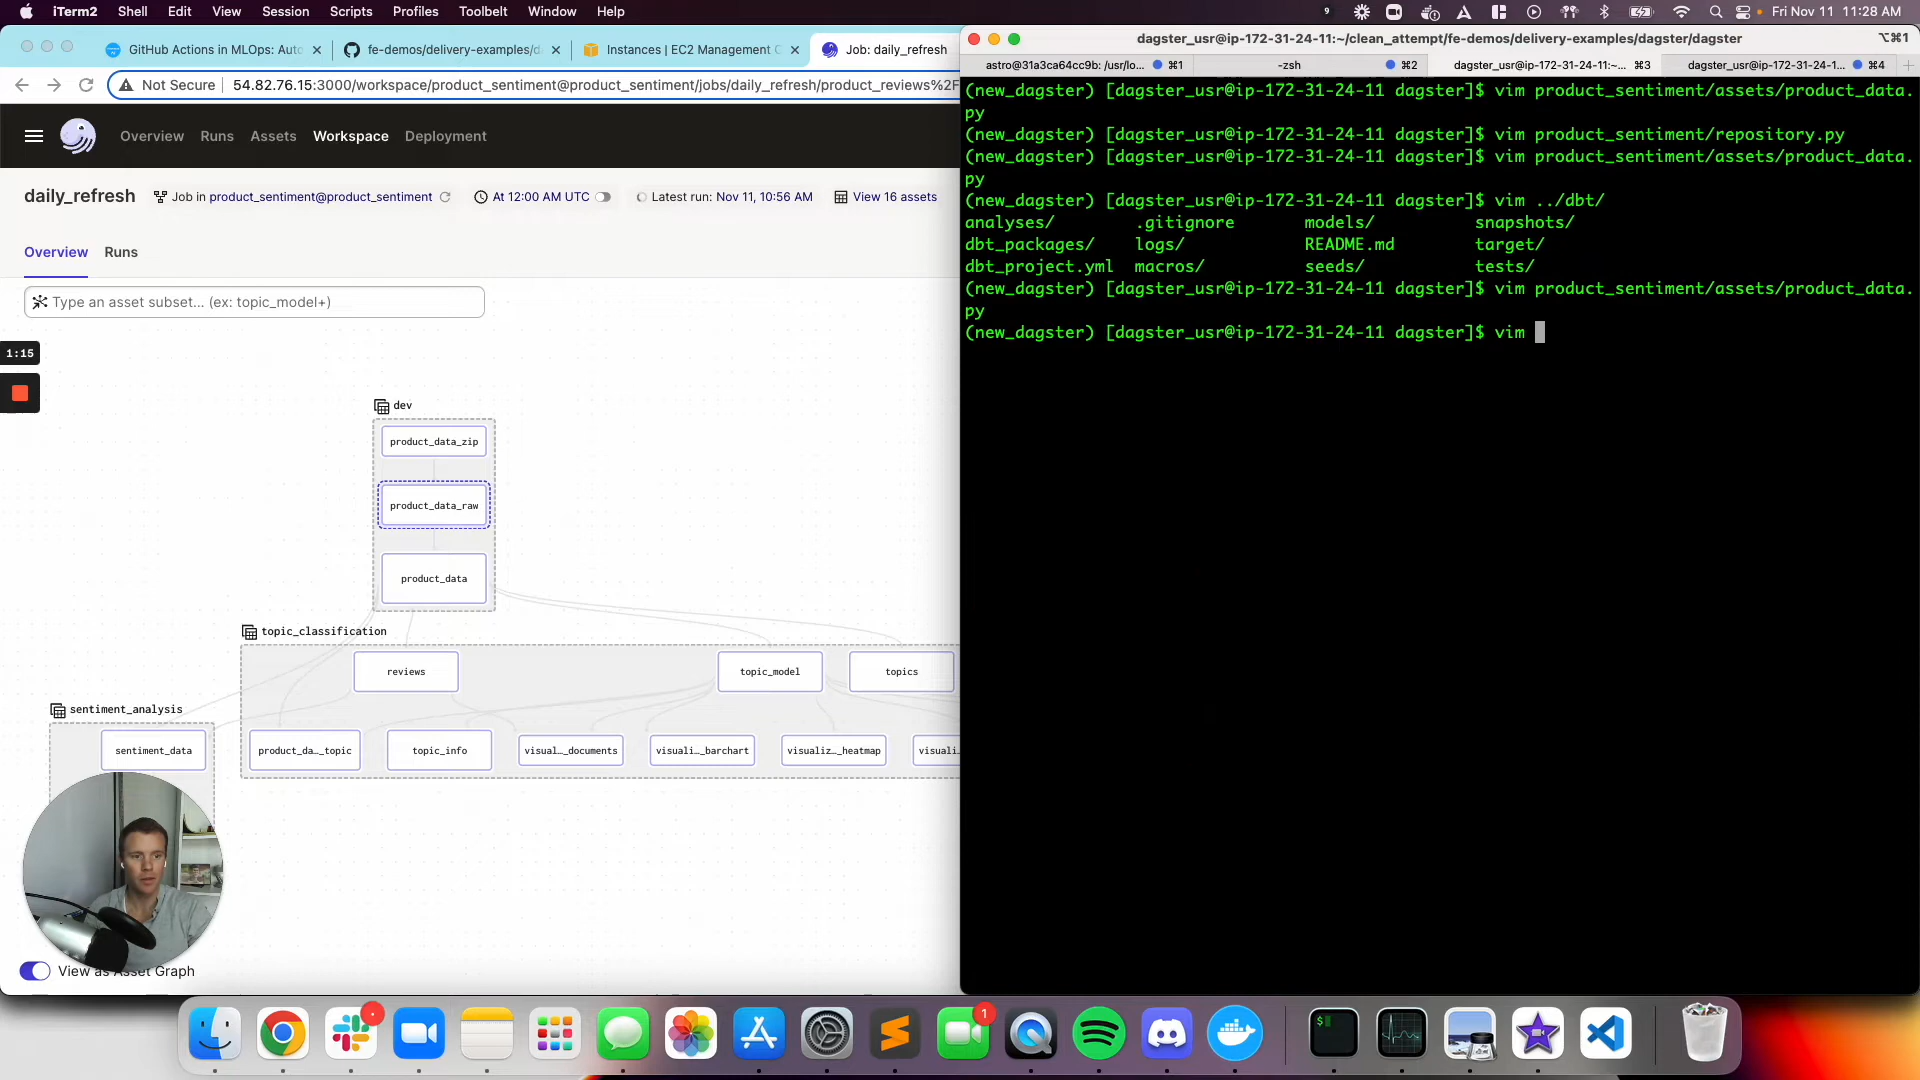 iTerm2 Shell Edit View Session Scripts Profiles Toolbelt Window Help
9 Fri Nov 11 11:28 AM
GitHub Actions in MLOps: Auto
fe-demos/delivery-examples/d
Instances | EC2 Management C
Job: daily_refresh
Not Secure 54.82.76.15:3000/workspace/product_sentiment@product_sentiment/jobs/daily_refresh/product_reviews%2F
Overview Runs Assets Workspace Deployment
daily_refresh
Job in product_sentiment@product_sentiment
At 12:00 AM UTC
Latest run: Nov 11, 10:56 AM
View 16 assets
Overview Runs
Type an asset subset… (ex: topic_model+)
1:15
dev
product_data_zip
product_data_raw
product_data
topic_classification
reviews
topic_model
topics
sentiment_analysis
sentiment_data
product_da…_topic
topic_info
visual…_documents
visuali…_barchart
visualiz…_heatmap
visuali…
View as Asset Graph
dagster_usr@ip-172-31-24-11:~/clean_attempt/fe-demos/delivery-examples/dagster/dagster
⌥⌘1
astro@31a3ca64cc9b: /usr/lo... ⌘1
-zsh ⌘2
dagster_usr@ip-172-31-24-11:~... ⌘3
dagster_usr@ip-172-31-24-1... ⌘4
(new_dagster) [dagster_usr@ip-172-31-24-11 dagster]$ vim product_sentiment/assets/product_data.
py
(new_dagster) [dagster_usr@ip-172-31-24-11 dagster]$ vim product_sentiment/repository.py
(new_dagster) [dagster_usr@ip-172-31-24-11 dagster]$ vim product_sentiment/assets/product_data.
py
(new_dagster) [dagster_usr@ip-172-31-24-11 dagster]$ vim ../dbt/
analyses/ .gitignore models/ snapshots/
dbt_packages/ logs/ README.md target/
dbt_project.yml macros/ seeds/ tests/
(new_dagster) [dagster_usr@ip-172-31-24-11 dagster]$ vim product_sentiment/assets/product_data.
py
(new_dagster) [dagster_usr@ip-172-31-24-11 dagster]$ vim
1